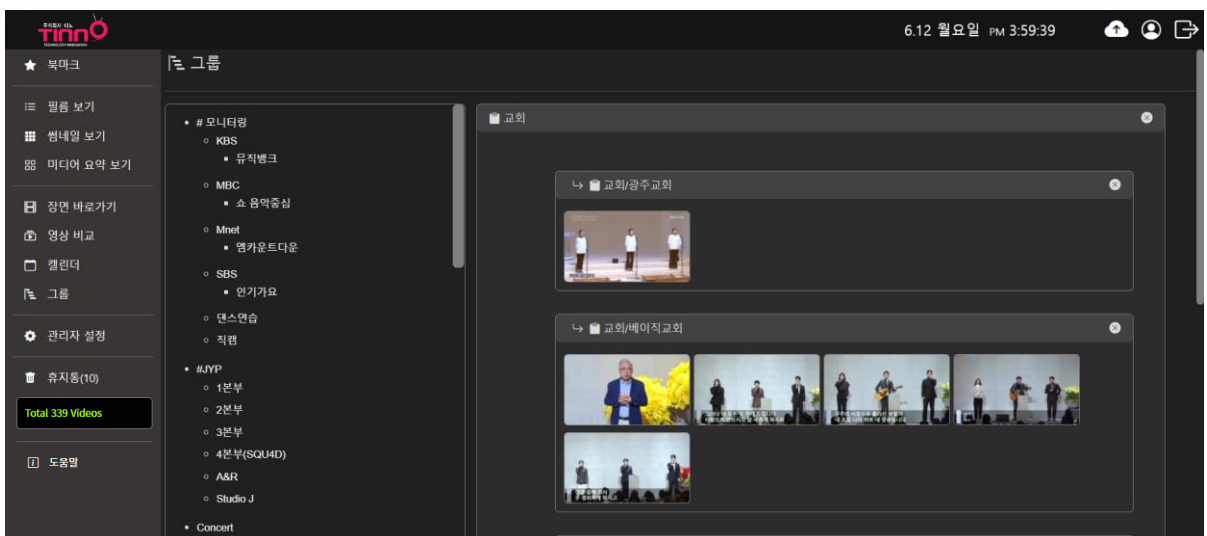 주식회사 티노
TINNO
TECHNOLOGY INNOVATION
6.12 월요일 PM 3:59:39
북마크
필름 보기
썸네일 보기
미디어 요약 보기
장면 바로가기
영상 비교
캘린더
그룹
관리자 설정
휴지통(10)
Total 339 Videos
도움말
그룹
# 모니터링
KBS
뮤직뱅크
MBC
쇼 음악중심
Mnet
엠카운트다운
SBS
인기가요
댄스연습
직캠
#JYP
1본부
2본부
3본부
4본부(SQU4D)
A&R
Studio J
Concert
교회
교회/광주교회
교회/베이직교회